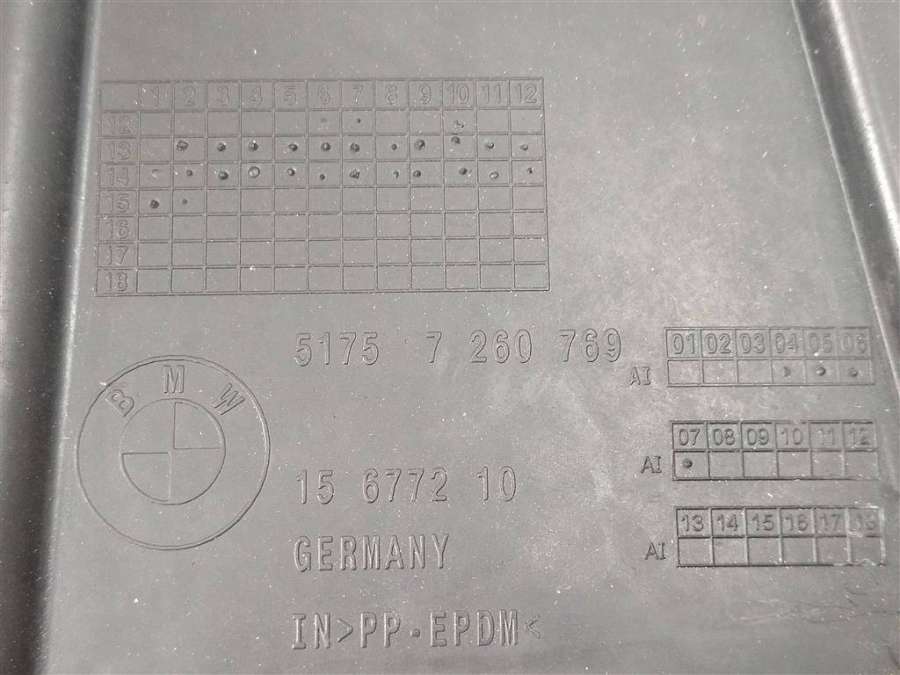 1 2 3 4 5 6 7 8 9 10 11 12
12
13
14
15
16
17
18
5175 7 260 769
01 02 03 04 05 06
AI
BMW
07 08 09 10 11 12
AI
15 6772 10
13 14 15 16 17 18
AI
GERMANY
IN>PP·EPDM<